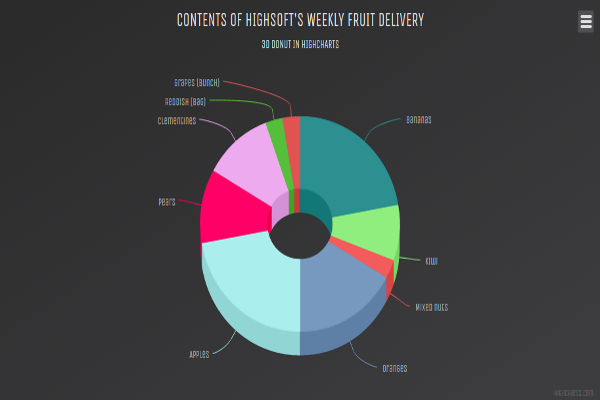 CONTENTS OF HIGHSOFT'S WEEKLY FRUIT DELIVERY
3D DONUT IN HIGHCHARTS
Grapes (bunch)
Reddish (bag)
Clementines
Bananas
Pears
Kiwi
Mixed nuts
Apples
Oranges
Highcharts.com